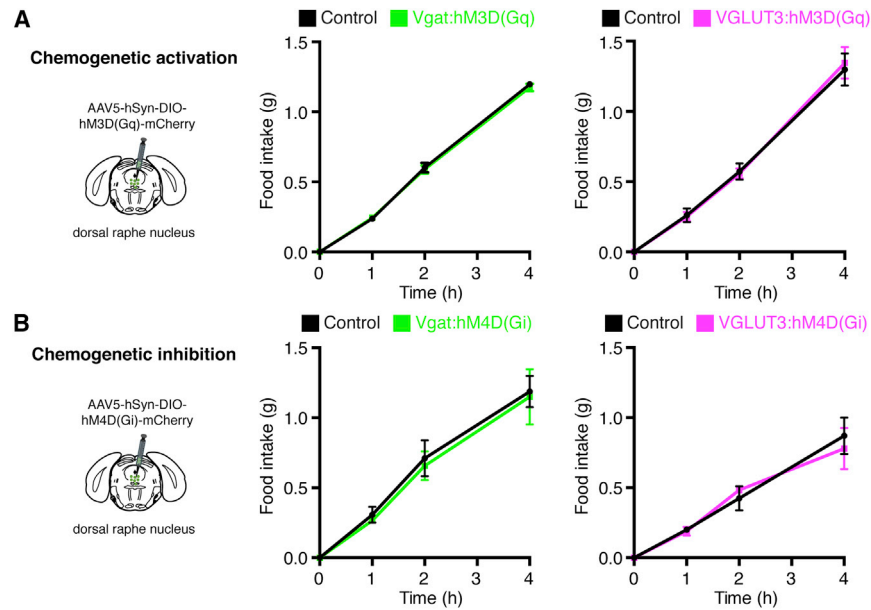 A
Chemogenetic activation
AAV5-hSyn-DIO-
hM3D(Gq)-mCherry
dorsal raphe nucleus
Control Vgat:hM3D(Gq)
Food intake (g)
1.5
1.0
0.5
0.0
0 1 2 3 4
Time (h)
Control VGLUT3:hM3D(Gq)
Food intake (g)
1.5
1.0
0.5
0.0
0 1 2 3 4
Time (h)
B
Chemogenetic inhibition
AAV5-hSyn-DIO-
hM4D(Gi)-mCherry
dorsal raphe nucleus
Control Vgat:hM4D(Gi)
Food intake (g)
1.5
1.0
0.5
0.0
0 1 2 3 4
Time (h)
Control VGLUT3:hM4D(Gi)
Food intake (g)
1.5
1.0
0.5
0.0
0 1 2 3 4
Time (h)